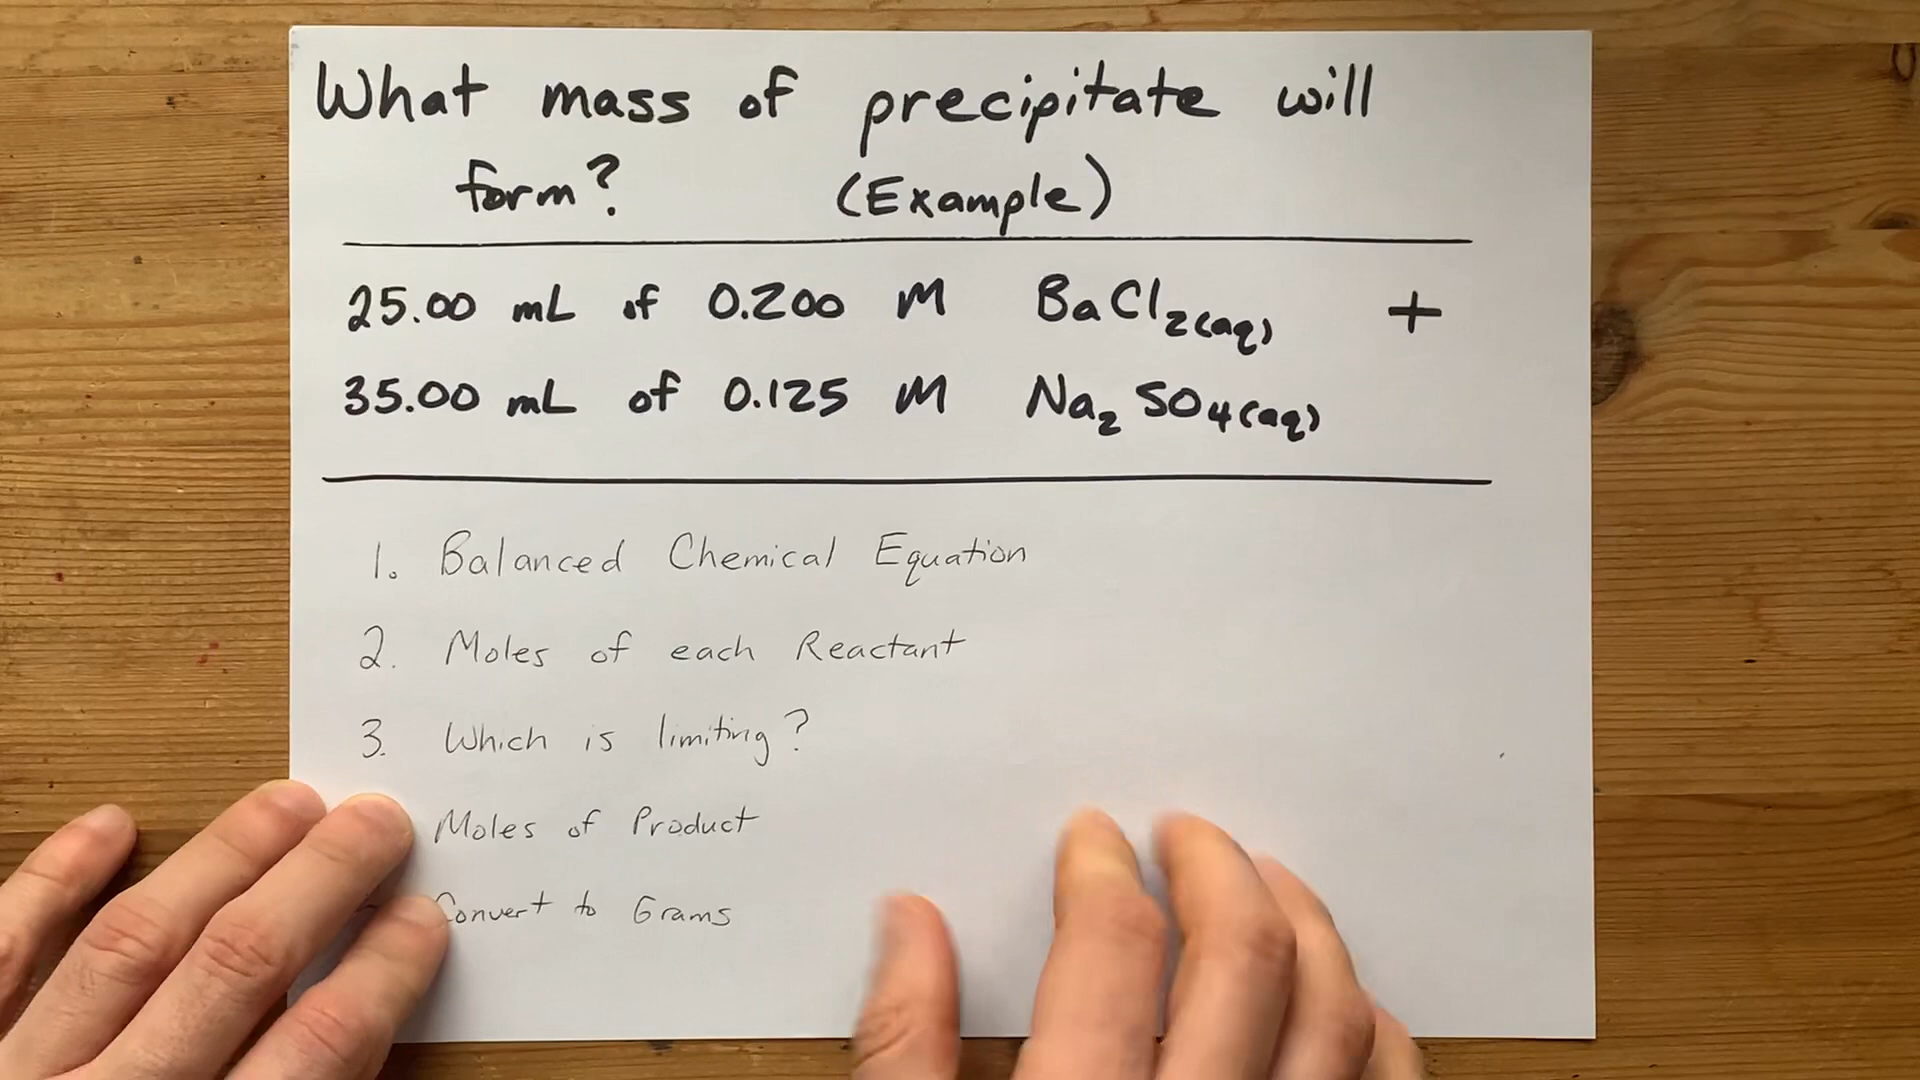 What mass of precipitate will
form? (Example)
25.00 mL of 0.200 M BaCl₂(aq) +
35.00 mL of 0.125 M Na₂SO₄(aq)
1. Balanced Chemical Equation
2. Moles of each Reactant
3. Which is limiting?
Moles of Product
Convert to Grams